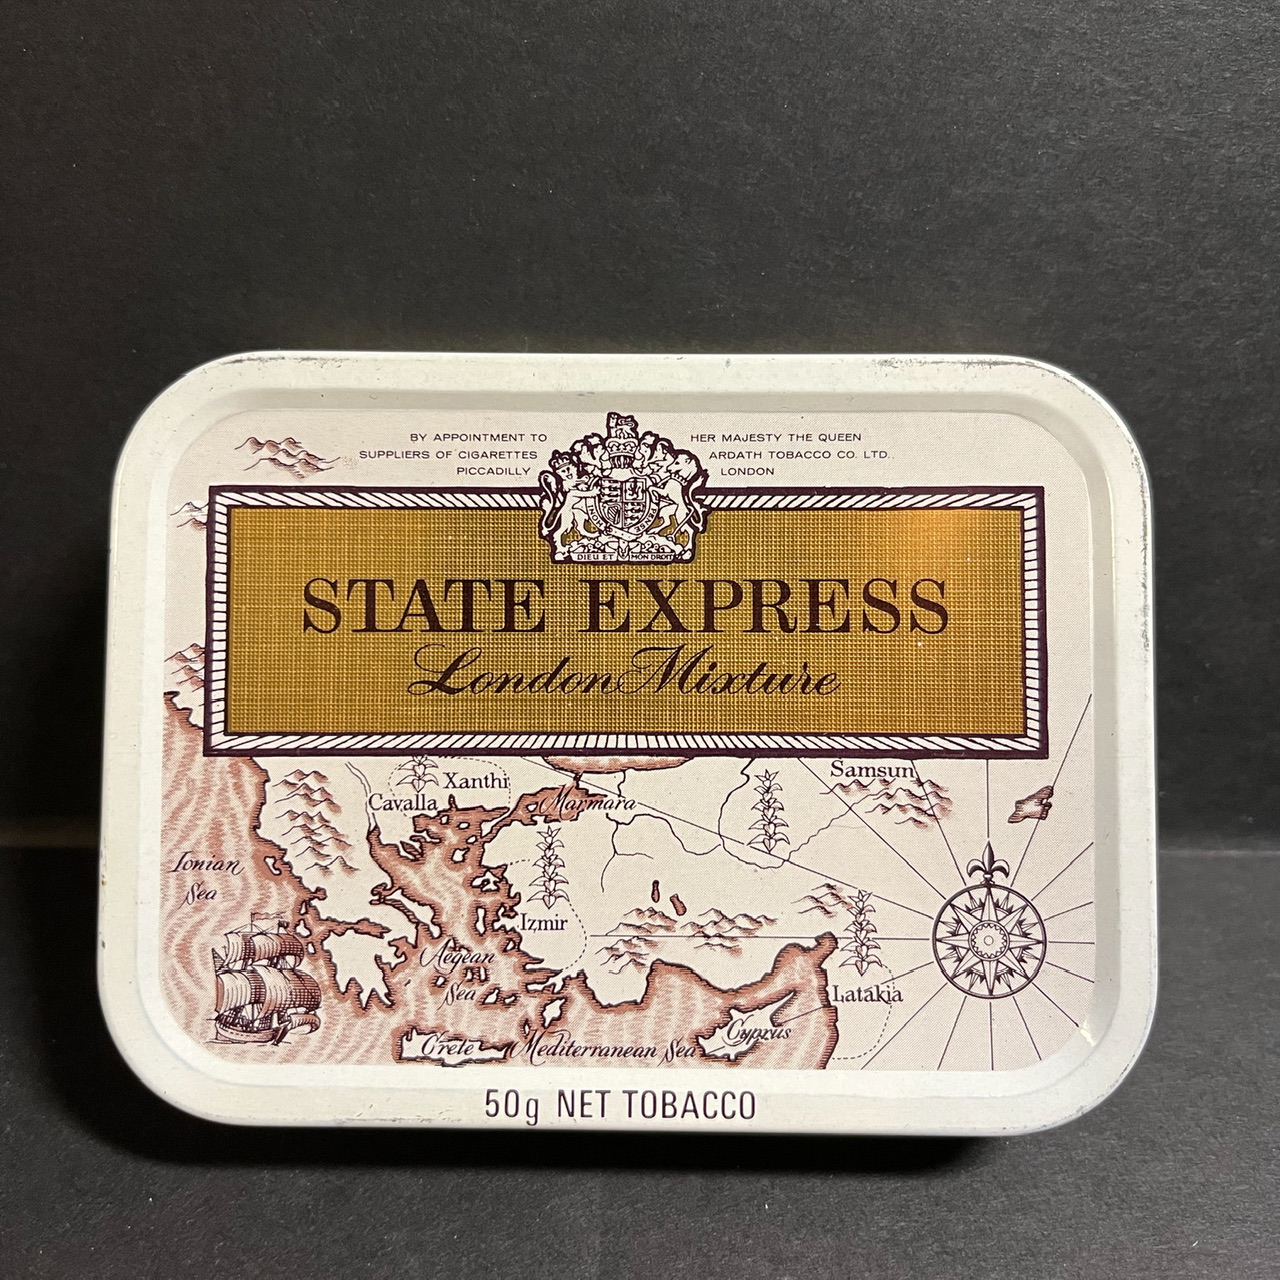 BY APPOINTMENT TO HER MAJESTY THE QUEEN
SUPPLIERS OF CIGARETTES ARDATH TOBACCO CO. LTD.,
PICCADILLY LONDON
DIEU ET MON DROIT
STATE EXPRESS
London Mixture
Samsun
Xanthi
Cavalla
Marmara
Ionian
Sea
Izmir
Aegean
Sea
Latakia
Cyprus
Crete
Mediterranean Sea
50g NET TOBACCO